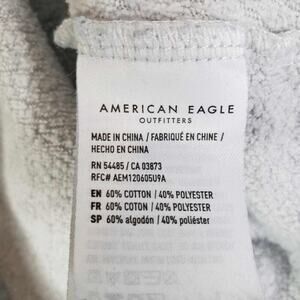 AMERICAN EAGLE
OUTFITTERS
MADE IN CHINA / FABRIQUÉ EN CHINE /
HECHO EN CHINA
RN 54485 / CA 03873
RFC# AEM120605U9A
EN 60% COTTON / 40% POLYESTER
FR 60% COTON / 40% POLYESTER
SP 60% algodón / 40% poliéster